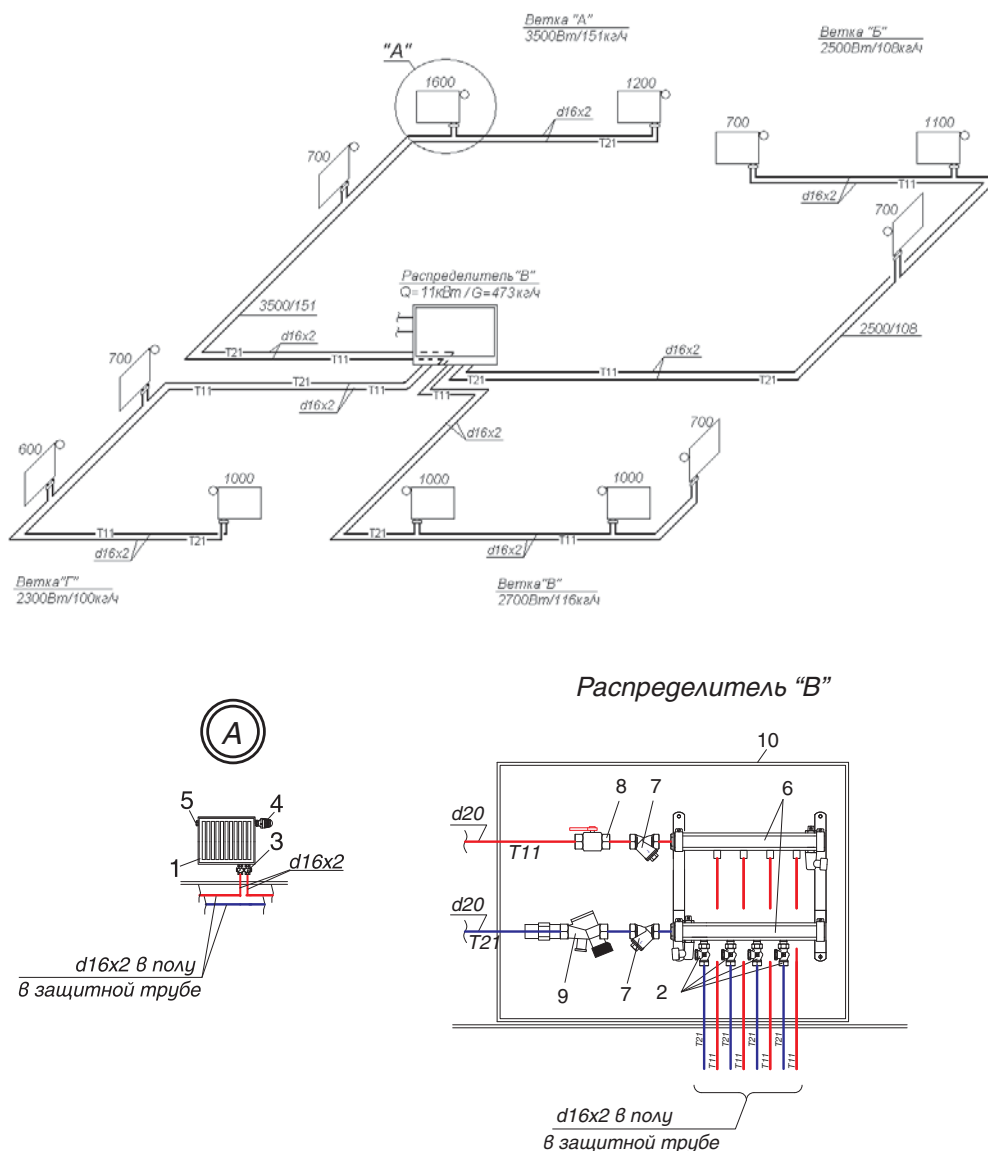 Ветка "А"
3500Вт/151кг/ч
Ветка "Б"
2500Вт/108кг/ч
"А"
1600
1200
d16x2
T21
700
1100
T11
d16x2
700
700
Распределитель"В"
Q=11кВт / G=473кг/ч
3500/151
d16x2
T21
T11
2500/108
T11
d16x2
T21
T21
700
T21
T11
T11
d16x2
T11
d16x2
600
1000
1000
1000
700
T11
T21
d16x2
T21
T11
d16x2
Ветка"Г"
2300Вт/100кг/ч
Ветка"В"
2700Вт/116кг/ч
Распределитель “В”
А
10
5
4
1
3
d16x2
d16x2 в полу
в защитной трубе
d20
T11
8
7
6
d20
T21
9
7
2
6
T21
T11
T21
T11
T21
T11
T21
T11
d16x2 в полу
в защитной трубе